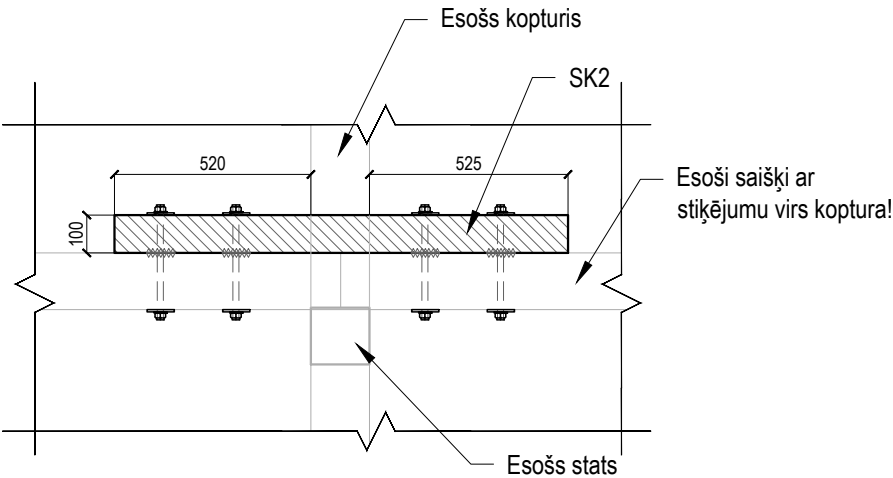 Esošs kopturis
SK2
520
525
Esoši saišķi ar
stiķējumu virs koptura!
100
Esošs stats